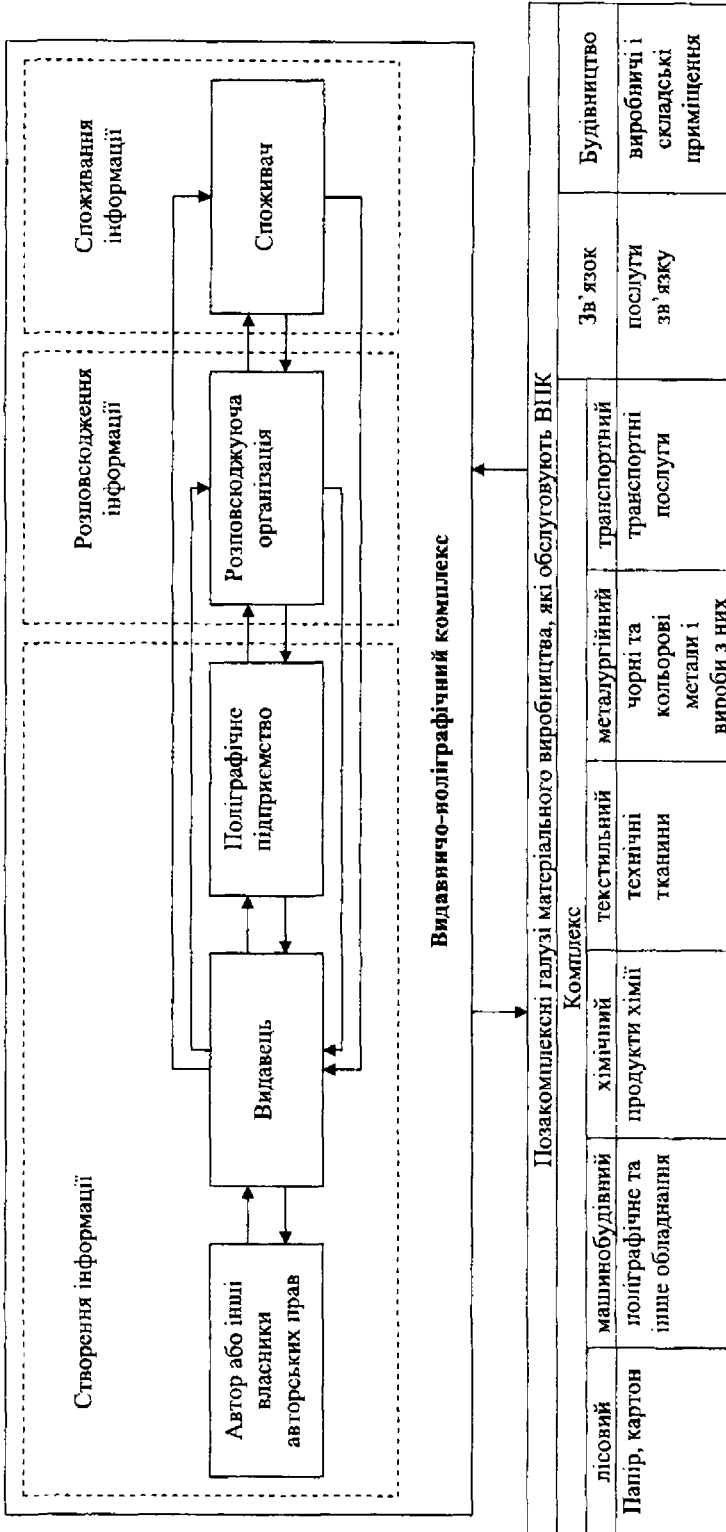 Створення інформації
Розповсюдження
інформації
Споживання
інформації
Автор або інші
власники
авторських прав
Видавець
Поліграфічне
підприємство
Розповсюджуюча
організація
Споживач
Видавничо-поліграфічний комплекс
Позакомплексні галузі матеріального виробництва, які обслуговують ВПК
Комплекс
Зв'язок
Будівництво
лісовий
машинобудівний
хімічний
текстильний
металургійний
транспортний
Папір, картон
поліграфічне та
інше обладнання
продукти хімії
технічні
тканини
чорні та
кольорові
метали і
вироби з них
транспортні
послуги
послуги
зв'язку
виробничі і
складські
приміщення